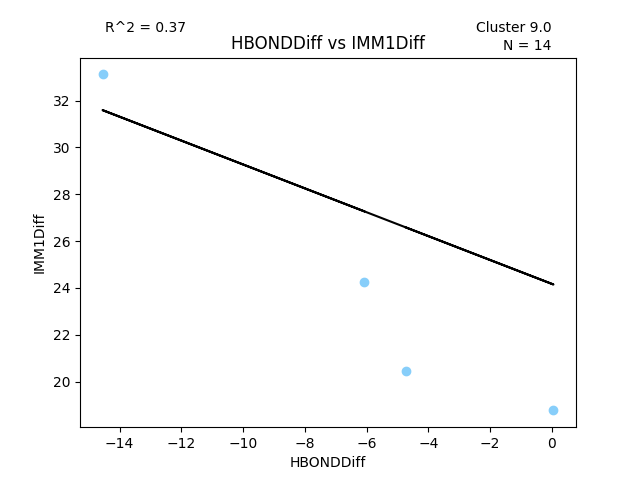 R^2 = 0.37
Cluster 9.0
N = 14
HBONDDiff vs IMM1Diff
32
30
28
26
24
22
20
IMM1Diff
−14 −12 −10 −8 −6 −4 −2 0
HBONDDiff